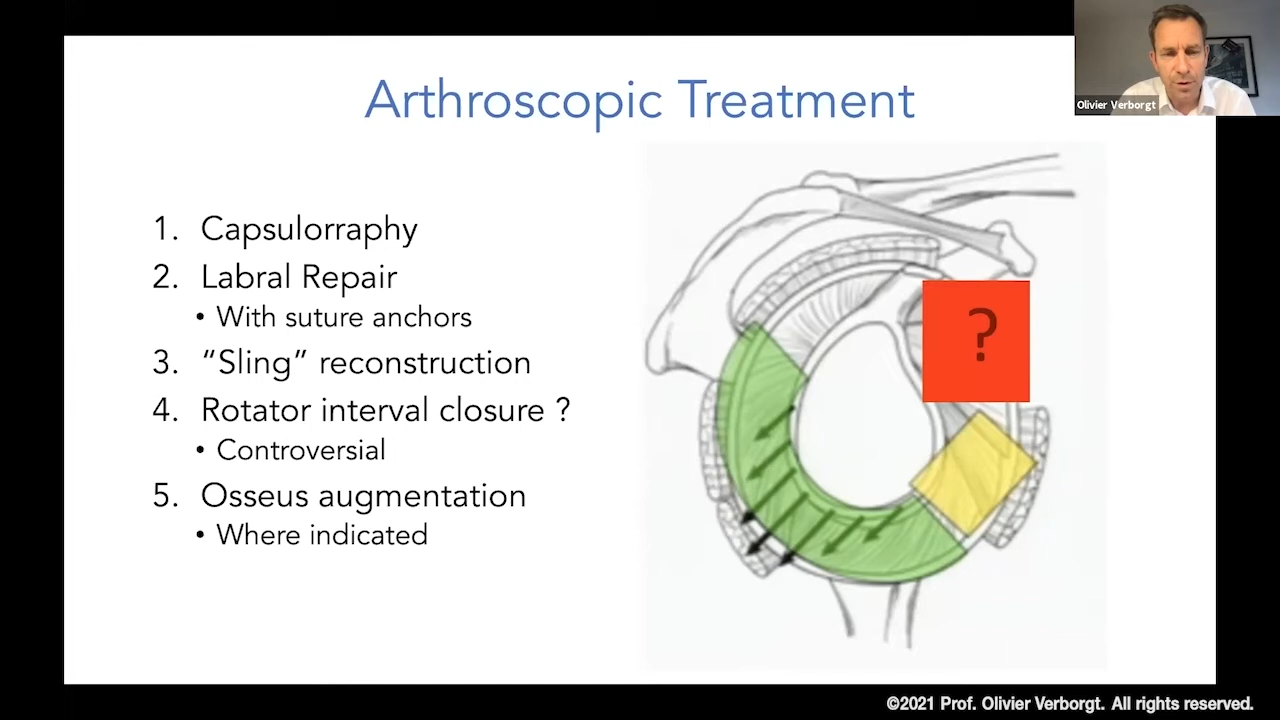 Arthroscopic Treatment
Olivier Verborgt
1. Capsulorraphy
2. Labral Repair
• With suture anchors
3. “Sling” reconstruction
4. Rotator interval closure ?
• Controversial
5. Osseus augmentation
• Where indicated
?
©2021 Prof. Olivier Verborgt. All rights reserved.